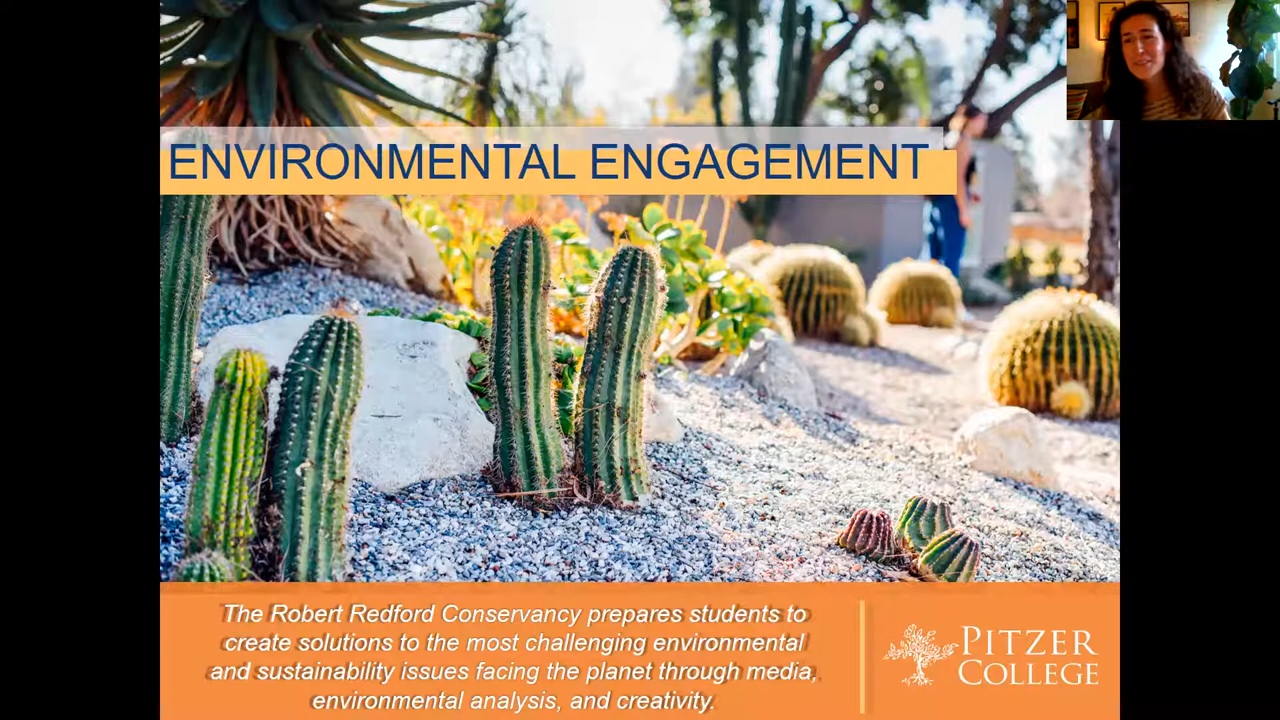 ENVIRONMENTAL ENGAGEMENT
The Robert Redford Conservancy prepares students to
create solutions to the most challenging environmental
and sustainability issues facing the planet through media,
environmental analysis, and creativity.
PITZER
COLLEGE